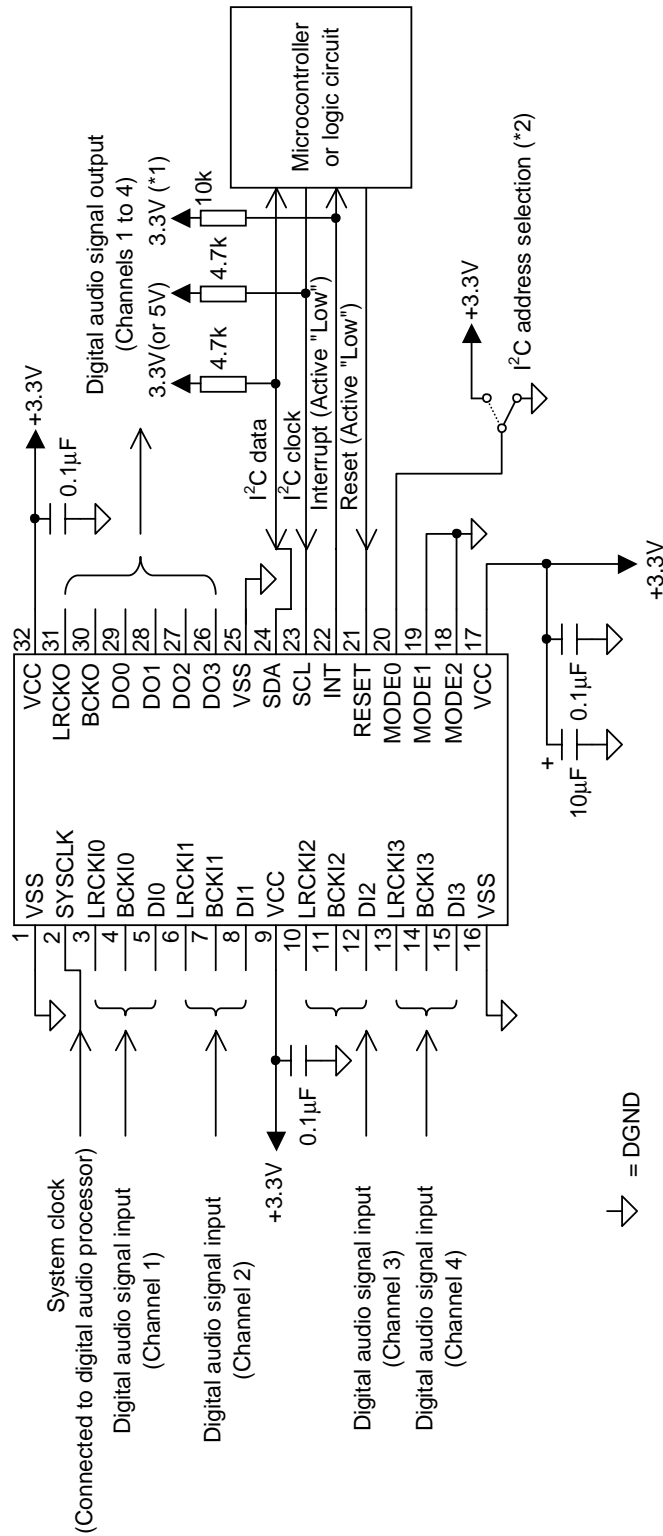 System clock
(Connected to digital audio processor)
Digital audio signal input
(Channel 1)
Digital audio signal input
(Channel 2)
+3.3V
0.1µF
Digital audio signal input
(Channel 3)
Digital audio signal input
(Channel 4)
= DGND
1 VSS
2 SYSCLK
3 LRCKI0
4 BCKI0
5 DI0
6 LRCKI1
7 BCKI1
8 DI1
9 VCC
10 LRCKI2
11 BCKI2
12 DI2
13 LRCKI3
14 BCKI3
15 DI3
16 VSS
VCC 32
LRCKO 31
BCKO 30
DO0 29
DO1 28
DO2 27
DO3 26
VSS 25
SDA 24
SCL 23
INT 22
RESET 21
MODE0 20
MODE1 19
MODE2 18
VCC 17
+3.3V
0.1µF
Digital audio signal output
(Channels 1 to 4)
3.3V(or 5V)
3.3V (*1)
4.7k
4.7k
10k
I²C data
I²C clock
Interrupt (Active "Low")
Reset (Active "Low")
Microcontroller
or logic circuit
+3.3V
I²C address selection (*2)
+
10µF
0.1µF
+3.3V